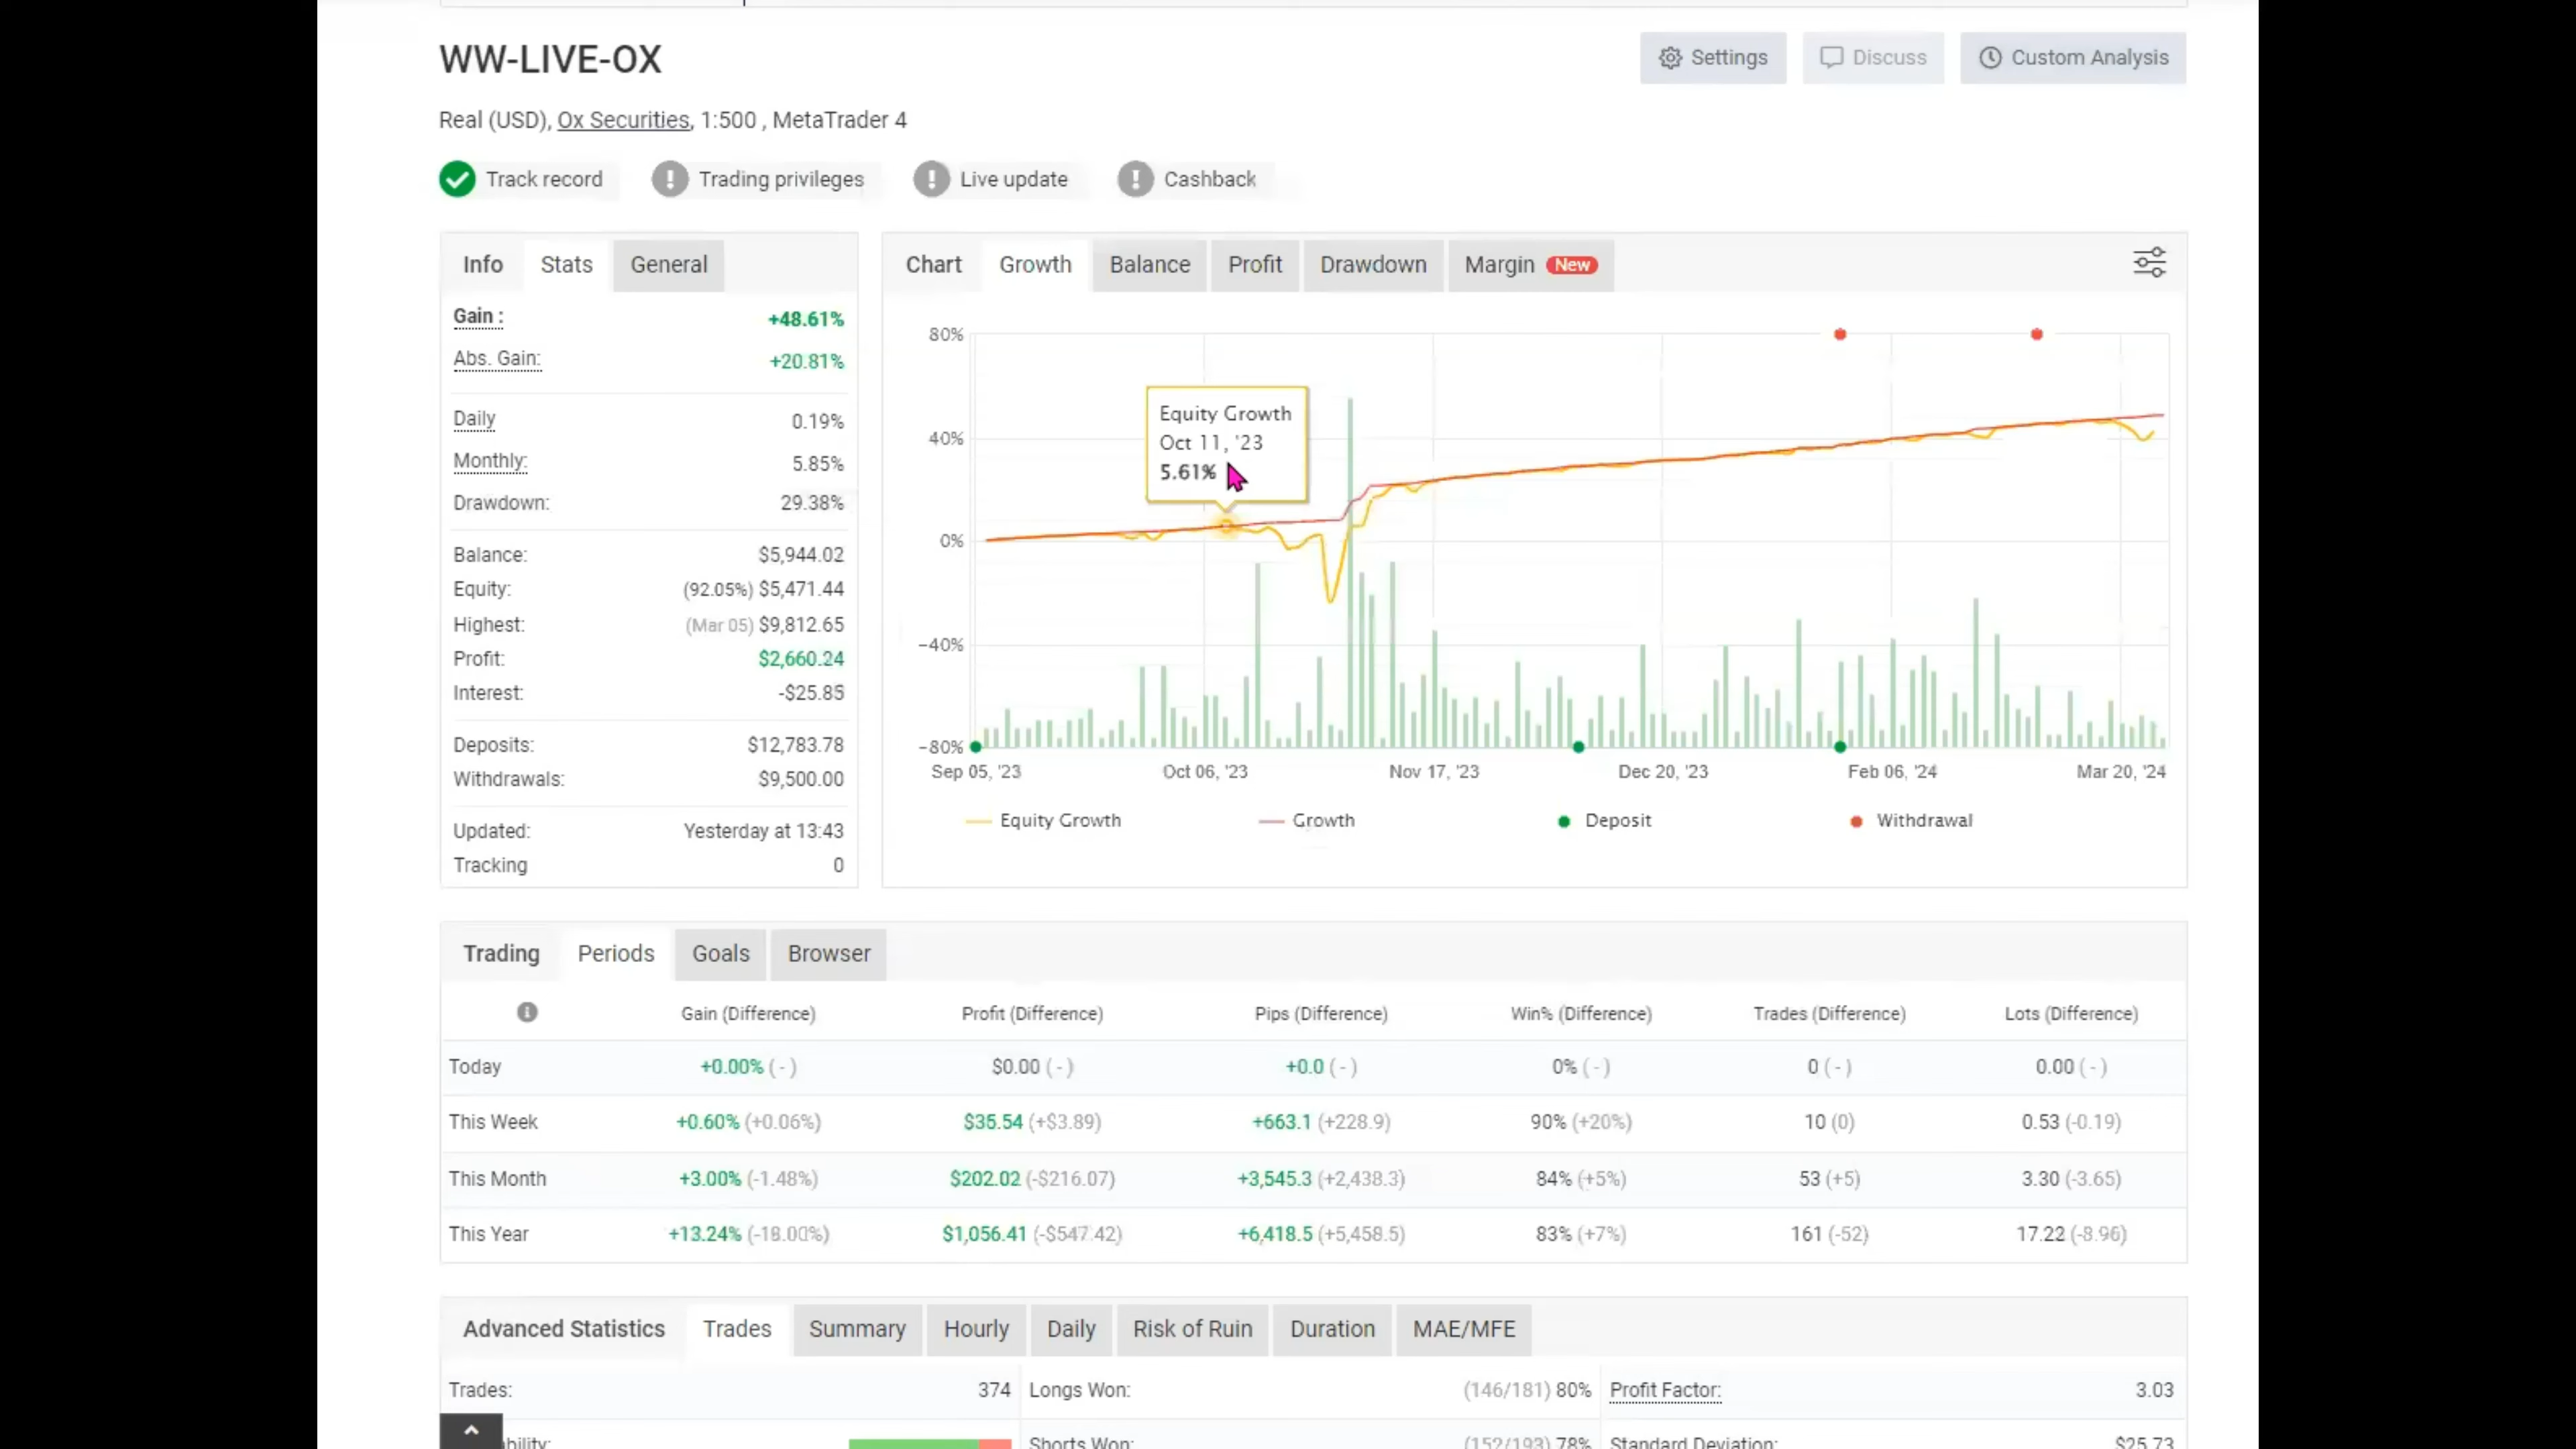 WW-LIVE-OX
Settings
Discuss
Custom Analysis
Real (USD), Ox Securities, 1:500 , MetaTrader 4
Track record
Trading privileges
Live update
Cashback
Info Stats General
Gain : +48.61%
Abs. Gain: +20.81%
Daily 0.19%
Monthly: 5.85%
Drawdown: 29.38%
Balance: $5,944.02
Equity: (92.05%) $5,471.44
Highest: (Mar 05) $9,812.65
Profit: $2,660.24
Interest: -$25.85
Deposits: $12,783.78
Withdrawals: $9,500.00
Updated: Yesterday at 13:43
Tracking 0
Chart Growth Balance Profit Drawdown Margin New
80%
40%
0%
-40%
-80%
Equity Growth
Oct 11, '23
5.61%
Sep 05, '23 Oct 06, '23 Nov 17, '23 Dec 20, '23 Feb 06, '24 Mar 20, '24
Equity Growth Growth Deposit Withdrawal
Trading Periods Goals Browser
Gain (Difference) Profit (Difference) Pips (Difference) Win% (Difference) Trades (Difference) Lots (Difference)
Today +0.00% ( - ) $0.00 ( - ) +0.0 ( - ) 0% ( - ) 0 ( - ) 0.00 ( - )
This Week +0.60% (+0.06%) $35.54 (+$3.89) +663.1 (+228.9) 90% (+20%) 10 (0) 0.53 (-0.19)
This Month +3.00% (-1.48%) $202.02 (-$216.07) +3,545.3 (+2,438.3) 84% (+5%) 53 (+5) 3.30 (-3.65)
This Year +13.24% (-18.00%) $1,056.41 (-$547.42) +6,418.5 (+5,458.5) 83% (+7%) 161 (-52) 17.22 (-8.96)
Advanced Statistics Trades Summary Hourly Daily Risk of Ruin Duration MAE/MFE
Trades: 374 Longs Won: (146/181) 80% Profit Factor: 3.03
Shorts Won: (152/193) 78% Standard Deviation: $25.73